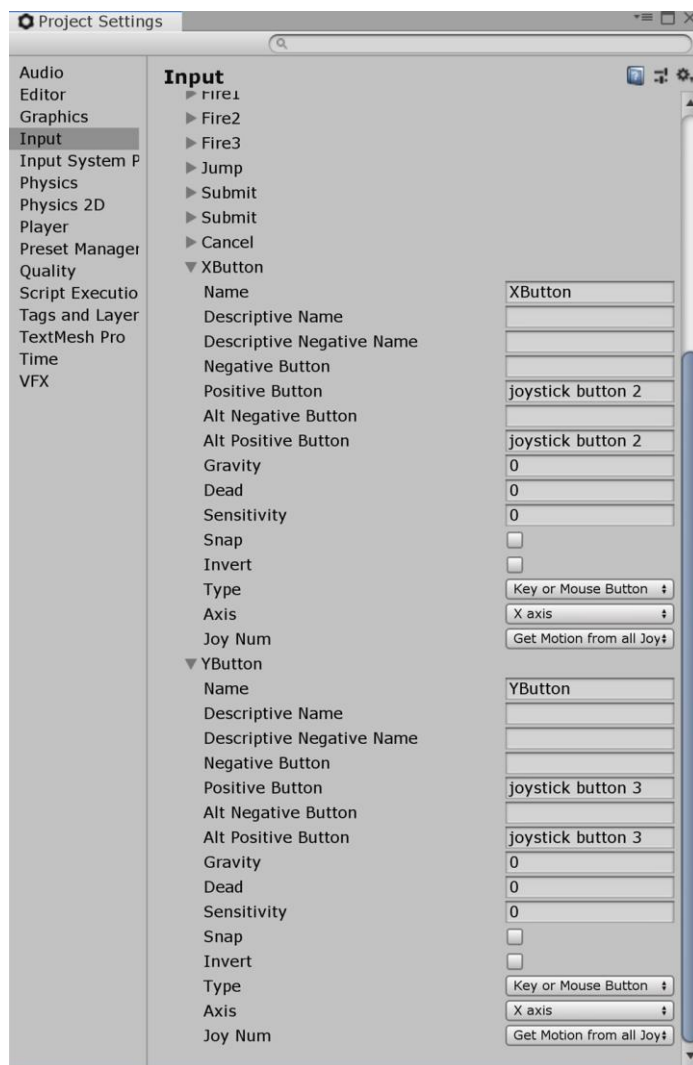 Project Settings
Audio
Editor
Graphics
Input
Input System P
Physics
Physics 2D
Player
Preset Manager
Quality
Script Executio
Tags and Layer
TextMesh Pro
Time
VFX
Input
Fire1
Fire2
Fire3
Jump
Submit
Submit
Cancel
XButton
Name XButton
Descriptive Name
Descriptive Negative Name
Negative Button
Positive Button joystick button 2
Alt Negative Button
Alt Positive Button joystick button 2
Gravity 0
Dead 0
Sensitivity 0
Snap
Invert
Type Key or Mouse Button
Axis X axis
Joy Num Get Motion from all Joy
YButton
Name YButton
Descriptive Name
Descriptive Negative Name
Negative Button
Positive Button joystick button 3
Alt Negative Button
Alt Positive Button joystick button 3
Gravity 0
Dead 0
Sensitivity 0
Snap
Invert
Type Key or Mouse Button
Axis X axis
Joy Num Get Motion from all Joy